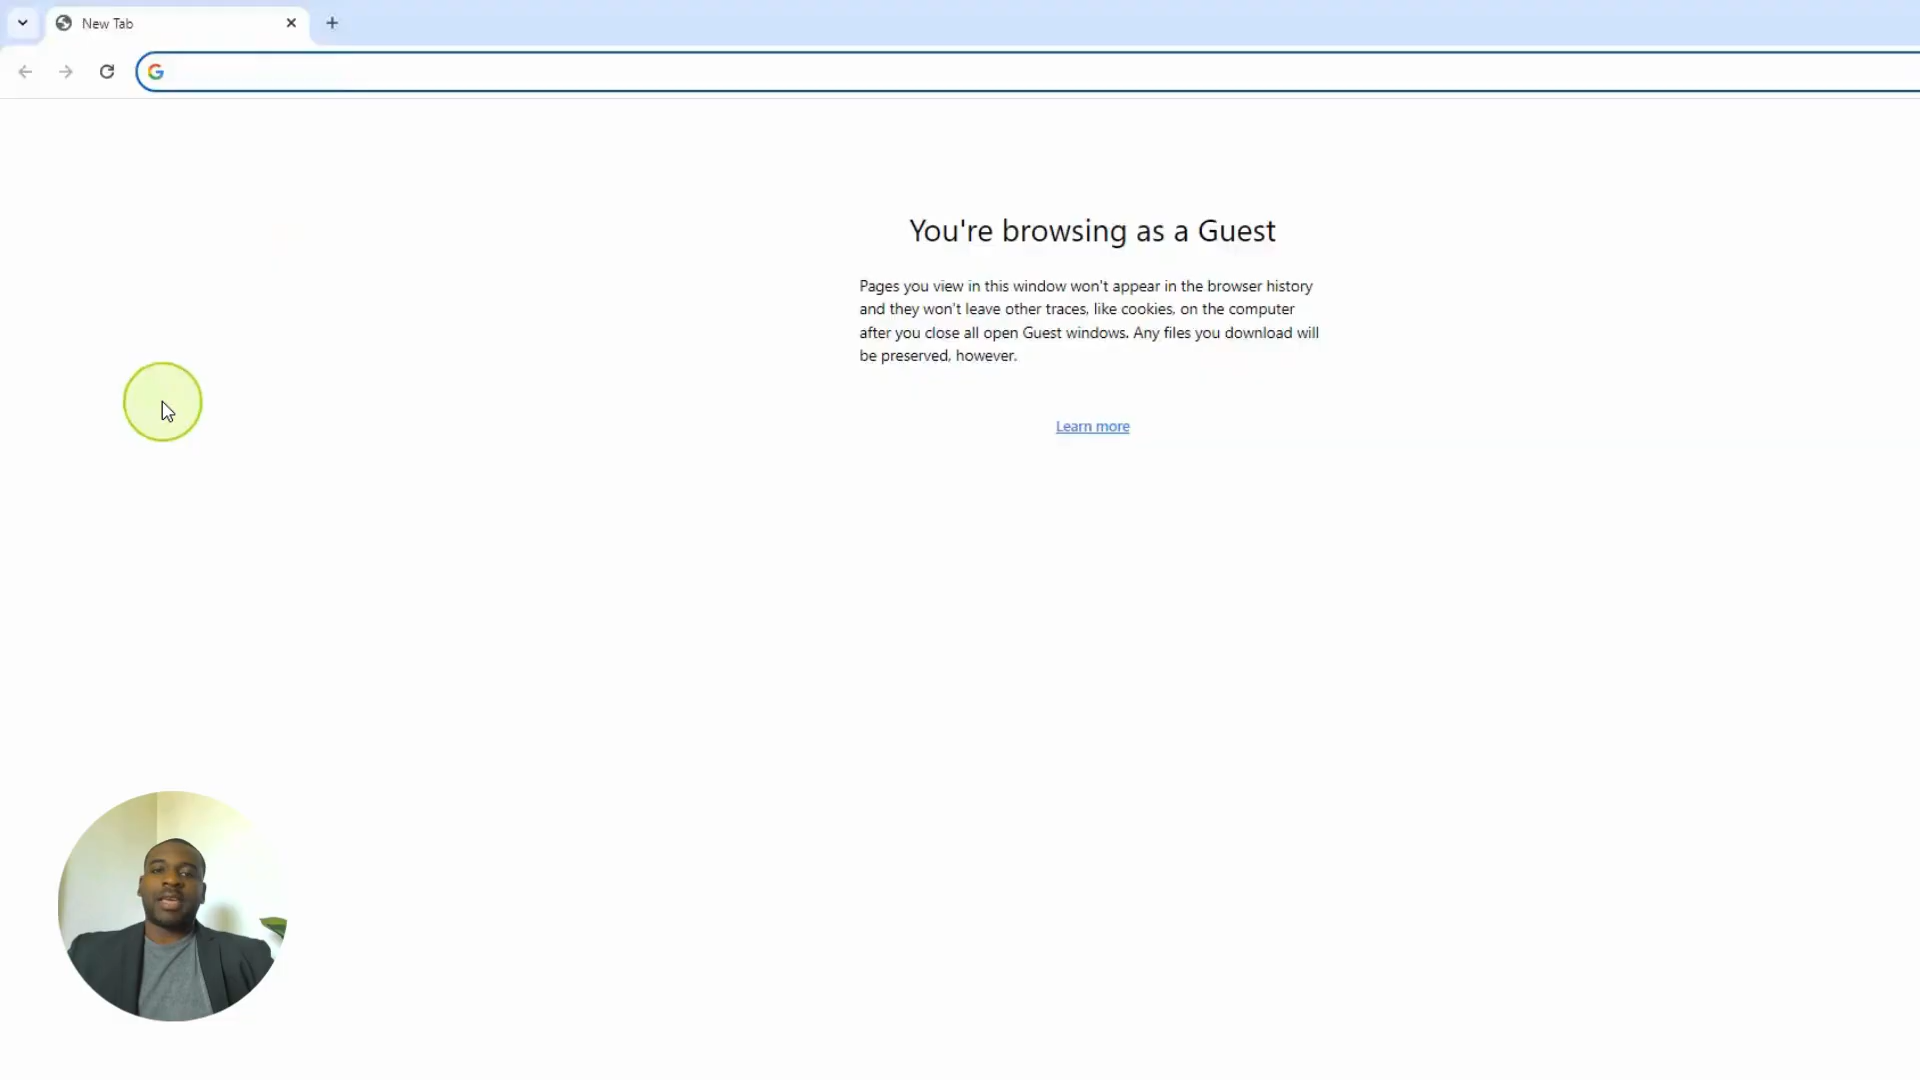 New Tab
You're browsing as a Guest
Pages you view in this window won't appear in the browser history
and they won't leave other traces, like cookies, on the computer
after you close all open Guest windows. Any files you download will
be preserved, however.
Learn more